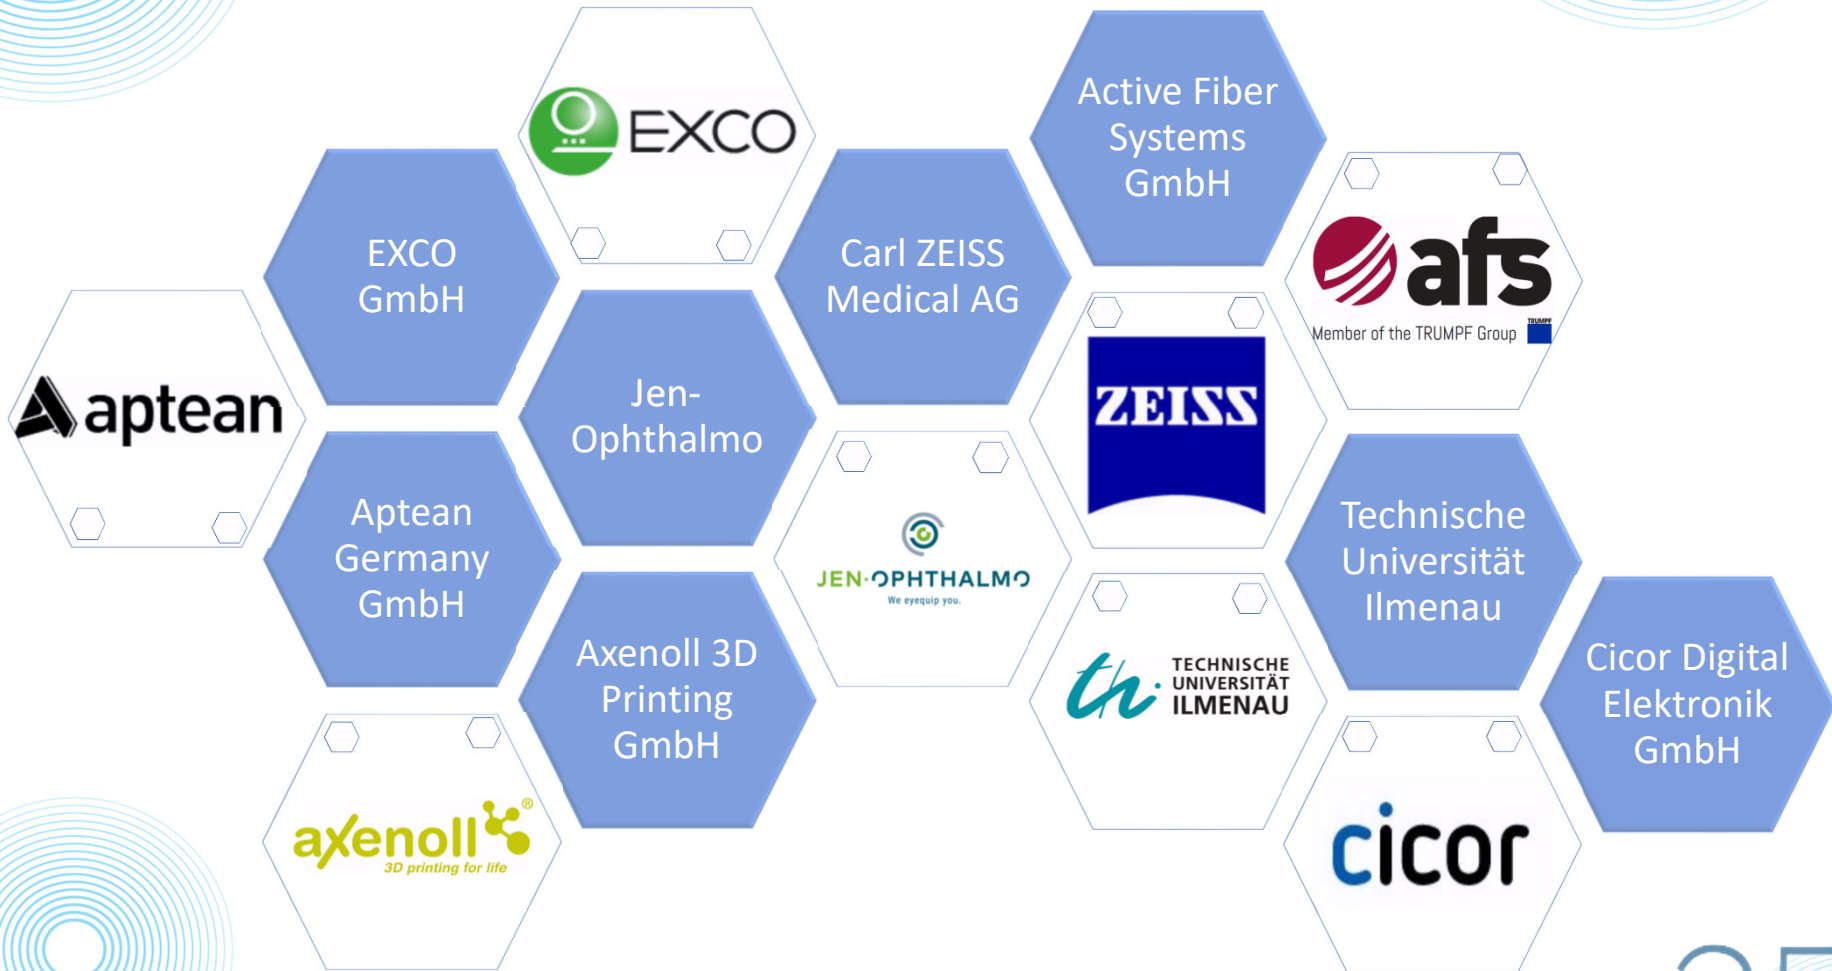 EXCO
Active Fiber
Systems
GmbH
EXCO
GmbH
Carl ZEISS
Medical AG
afs
Member of the TRUMPF Group
TRUMPF
aptean
Jen-
Ophthalmo
ZEISS
Aptean
Germany
GmbH
JEN·OPHTHALMO
We eyequip you.
Technische
Universität
Ilmenau
Axenoll 3D
Printing
GmbH
th.
TECHNISCHE
UNIVERSITÄT
ILMENAU
Cicor Digital
Elektronik
GmbH
axenoll®
3D printing for life
cicor